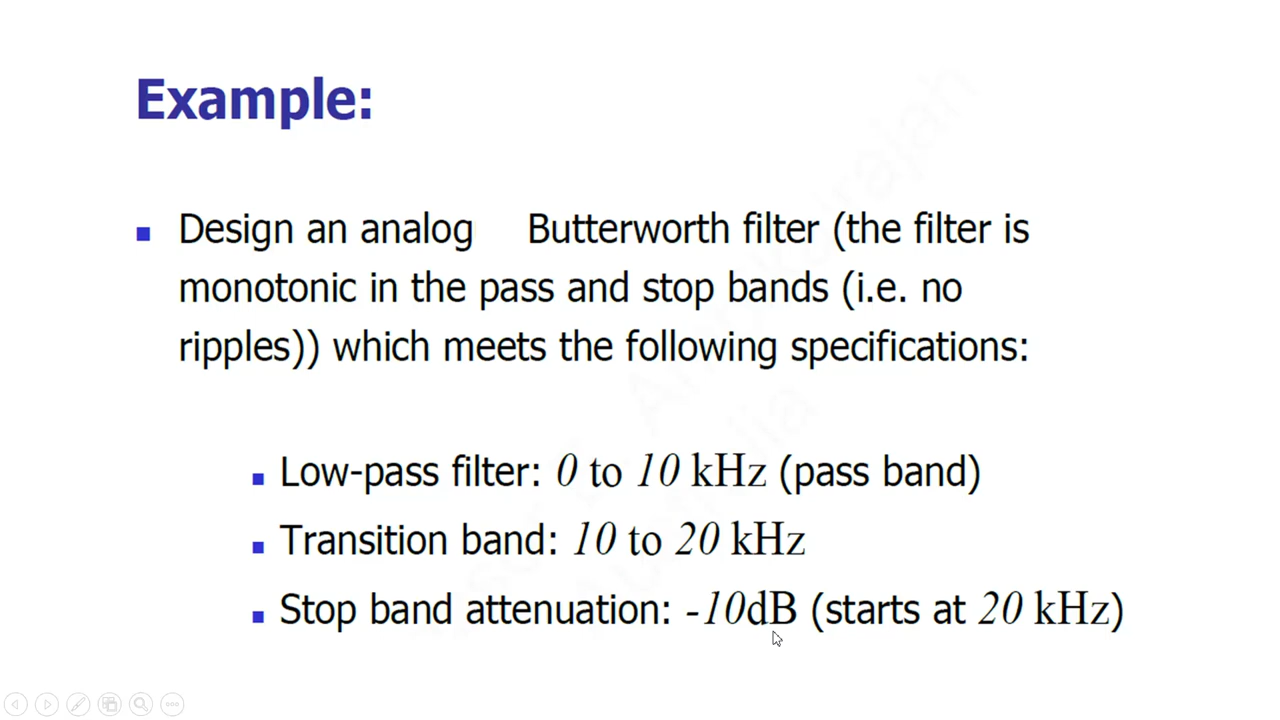 Example:
Design an analog Butterworth filter (the filter is
monotonic in the pass and stop bands (i.e. no
ripples)) which meets the following specifications:
Low-pass filter: 0 to 10 kHz (pass band)
Transition band: 10 to 20 kHz
Stop band attenuation: -10dB (starts at 20 kHz)